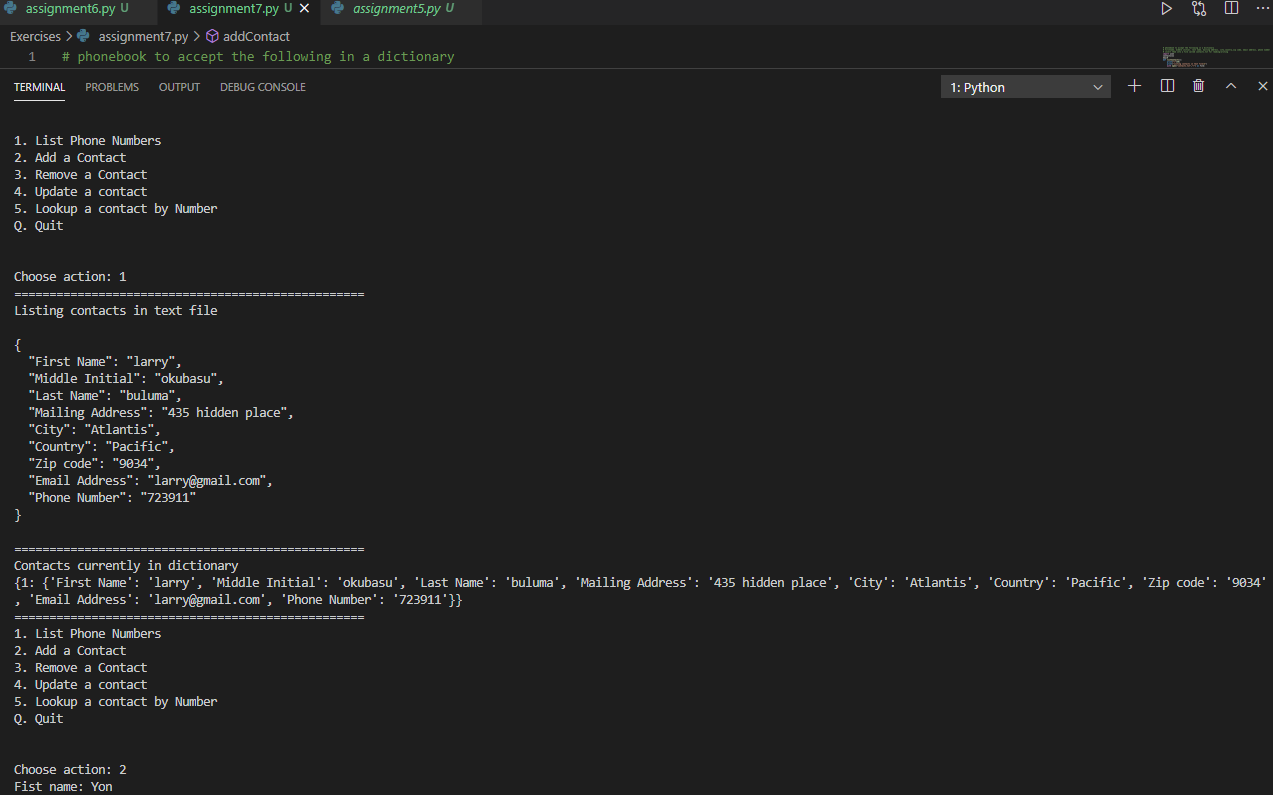 assignment6.py U assignment7.py U assignment5.py U
Exercises > assignment7.py > addContact
1 # phonebook to accept the following in a dictionary
TERMINAL PROBLEMS OUTPUT DEBUG CONSOLE 1: Python
1. List Phone Numbers
2. Add a Contact
3. Remove a Contact
4. Update a contact
5. Lookup a contact by Number
Q. Quit
Choose action: 1
==================================================
Listing contacts in text file
{
"First Name": "larry",
"Middle Initial": "okubasu",
"Last Name": "buluma",
"Mailing Address": "435 hidden place",
"City": "Atlantis",
"Country": "Pacific",
"Zip code": "9034",
"Email Address": "larry@gmail.com",
"Phone Number": "723911"
}
==================================================
Contacts currently in dictionary
{1: {'First Name': 'larry', 'Middle Initial': 'okubasu', 'Last Name': 'buluma', 'Mailing Address': '435 hidden place', 'City': 'Atlantis', 'Country': 'Pacific', 'Zip code': '9034'
, 'Email Address': 'larry@gmail.com', 'Phone Number': '723911'}}
==================================================
1. List Phone Numbers
2. Add a Contact
3. Remove a Contact
4. Update a contact
5. Lookup a contact by Number
Q. Quit
Choose action: 2
Fist name: Yon